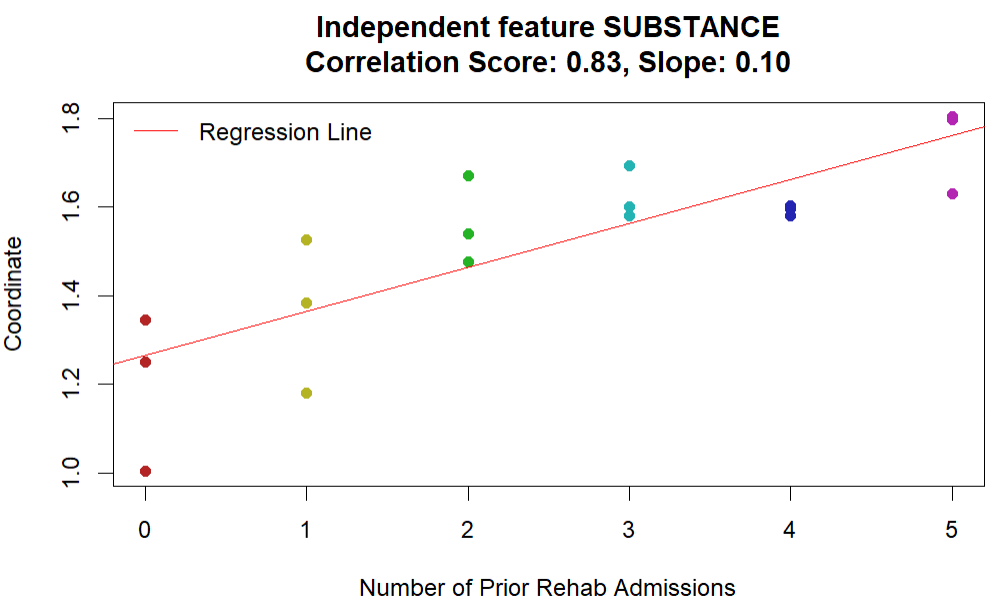 Independent feature SUBSTANCE
Correlation Score: 0.83, Slope: 0.10
Regression Line
Coordinate
1.8
1.6
1.4
1.2
1.0
0 1 2 3 4 5
Number of Prior Rehab Admissions